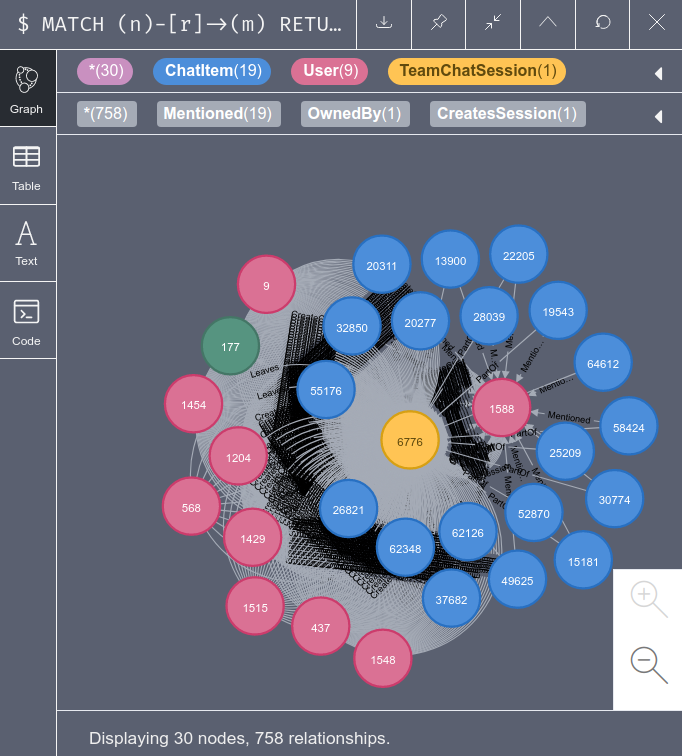 $ MATCH (n)-[r]->(m) RETU…
*(30) ChatItem(19) User(9) TeamChatSession(1)
*(758) Mentioned(19) OwnedBy(1) CreatesSession(1)
Graph
Table
Text
Code
22205
13900
20311
9
19543
28039
20277
32850
177
64612
55176
1454
1588
Leaves
Mentio…
Mentioned
58424
6776
25209
1204
30774
568
26821
52870
62126
1429
62348
15181
49625
37682
1515
437
1548
Displaying 30 nodes, 758 relationships.